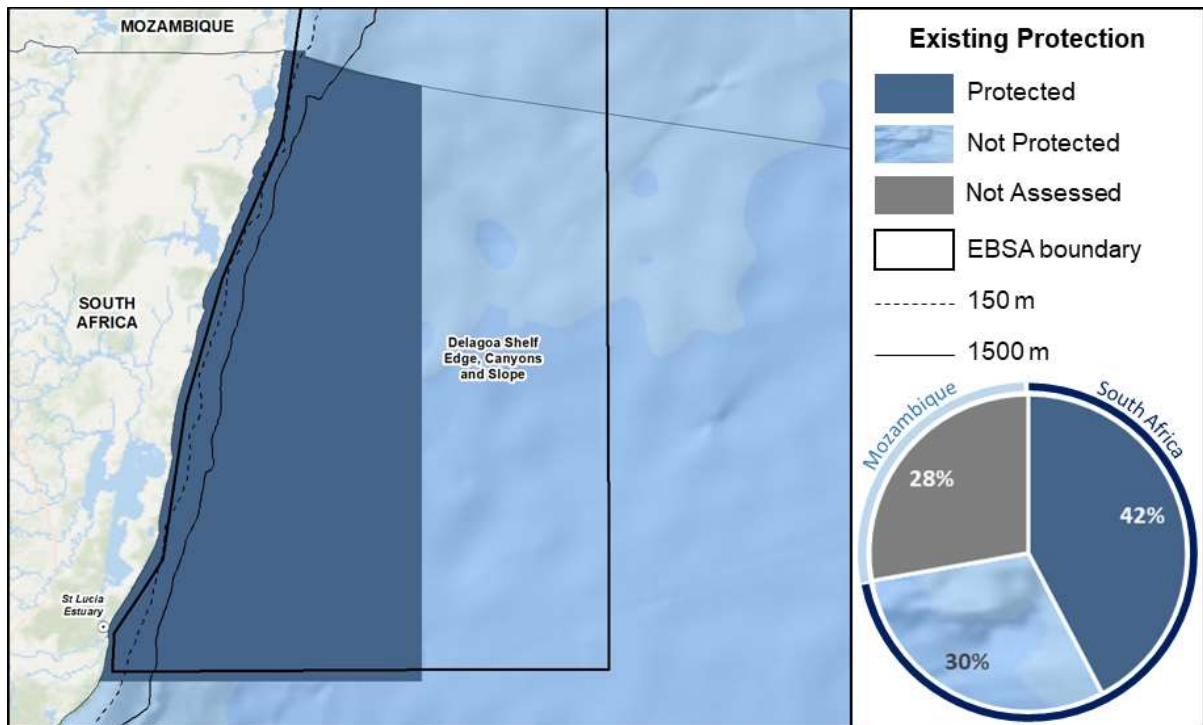 MOZAMBIQUE
SOUTH
AFRICA
Delagoa Shelf
Edge, Canyons
and Slope
St Lucia
Estuary
Existing Protection
Protected
Not Protected
Not Assessed
EBSA boundary
150 m
1500 m
Mozambique
South Africa
28%
42%
30%